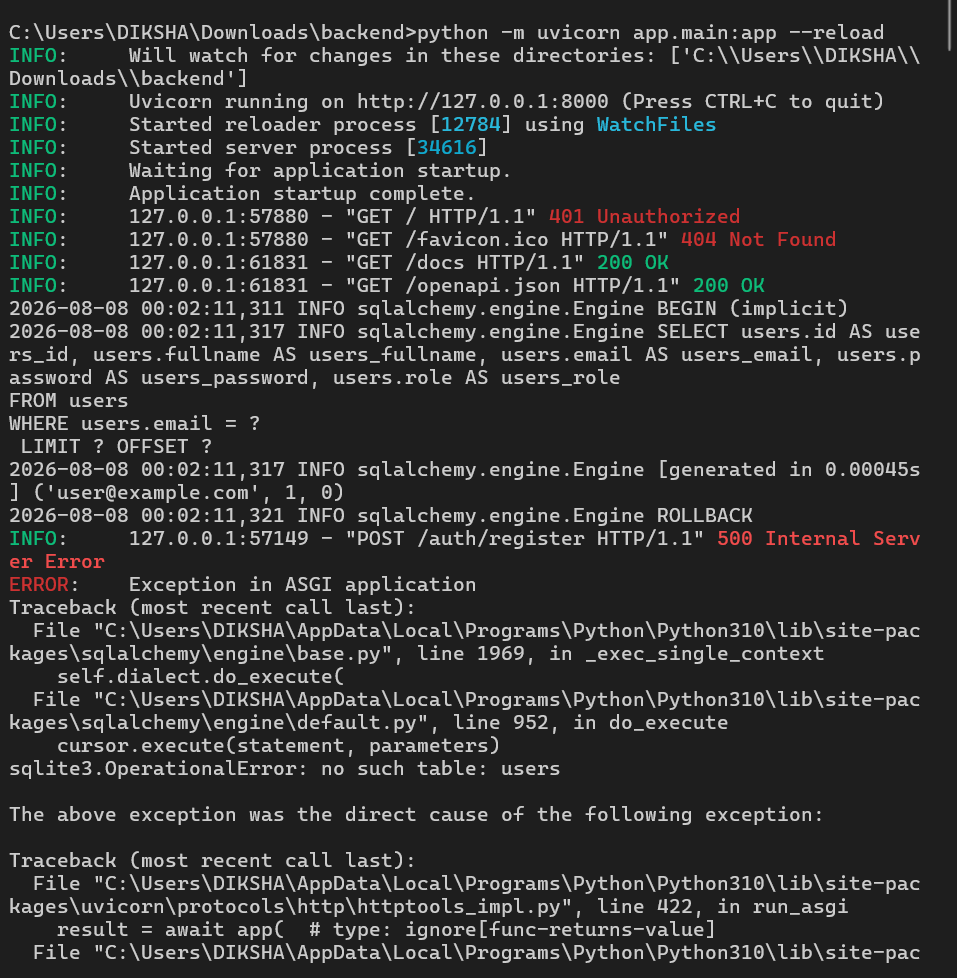 C:\Users\DIKSHA\Downloads\backend>python -m uvicorn app.main:app --reload
INFO:     Will watch for changes in these directories: ['C:\\Users\\DIKSHA\\
Downloads\\backend']
INFO:     Uvicorn running on http://127.0.0.1:8000 (Press CTRL+C to quit)
INFO:     Started reloader process [12784] using WatchFiles
INFO:     Started server process [34616]
INFO:     Waiting for application startup.
INFO:     Application startup complete.
INFO:     127.0.0.1:57880 - "GET / HTTP/1.1" 401 Unauthorized
INFO:     127.0.0.1:57880 - "GET /favicon.ico HTTP/1.1" 404 Not Found
INFO:     127.0.0.1:61831 - "GET /docs HTTP/1.1" 200 OK
INFO:     127.0.0.1:61831 - "GET /openapi.json HTTP/1.1" 200 OK
2026-08-08 00:02:11,311 INFO sqlalchemy.engine.Engine BEGIN (implicit)
2026-08-08 00:02:11,317 INFO sqlalchemy.engine.Engine SELECT users.id AS use
rs_id, users.fullname AS users_fullname, users.email AS users_email, users.p
assword AS users_password, users.role AS users_role
FROM users
WHERE users.email = ?
 LIMIT ? OFFSET ?
2026-08-08 00:02:11,317 INFO sqlalchemy.engine.Engine [generated in 0.00045s
] ('user@example.com', 1, 0)
2026-08-08 00:02:11,321 INFO sqlalchemy.engine.Engine ROLLBACK
INFO:     127.0.0.1:57149 - "POST /auth/register HTTP/1.1" 500 Internal Serv
er Error
ERROR:    Exception in ASGI application
Traceback (most recent call last):
  File "C:\Users\DIKSHA\AppData\Local\Programs\Python\Python310\lib\site-pac
kages\sqlalchemy\engine\base.py", line 1969, in _exec_single_context
    self.dialect.do_execute(
  File "C:\Users\DIKSHA\AppData\Local\Programs\Python\Python310\lib\site-pac
kages\sqlalchemy\engine\default.py", line 952, in do_execute
    cursor.execute(statement, parameters)
sqlite3.OperationalError: no such table: users

The above exception was the direct cause of the following exception:

Traceback (most recent call last):
  File "C:\Users\DIKSHA\AppData\Local\Programs\Python\Python310\lib\site-pac
kages\uvicorn\protocols\http\httptools_impl.py", line 422, in run_asgi
    result = await app(  # type: ignore[func-returns-value]
  File "C:\Users\DIKSHA\AppData\Local\Programs\Python\Python310\lib\site-pac